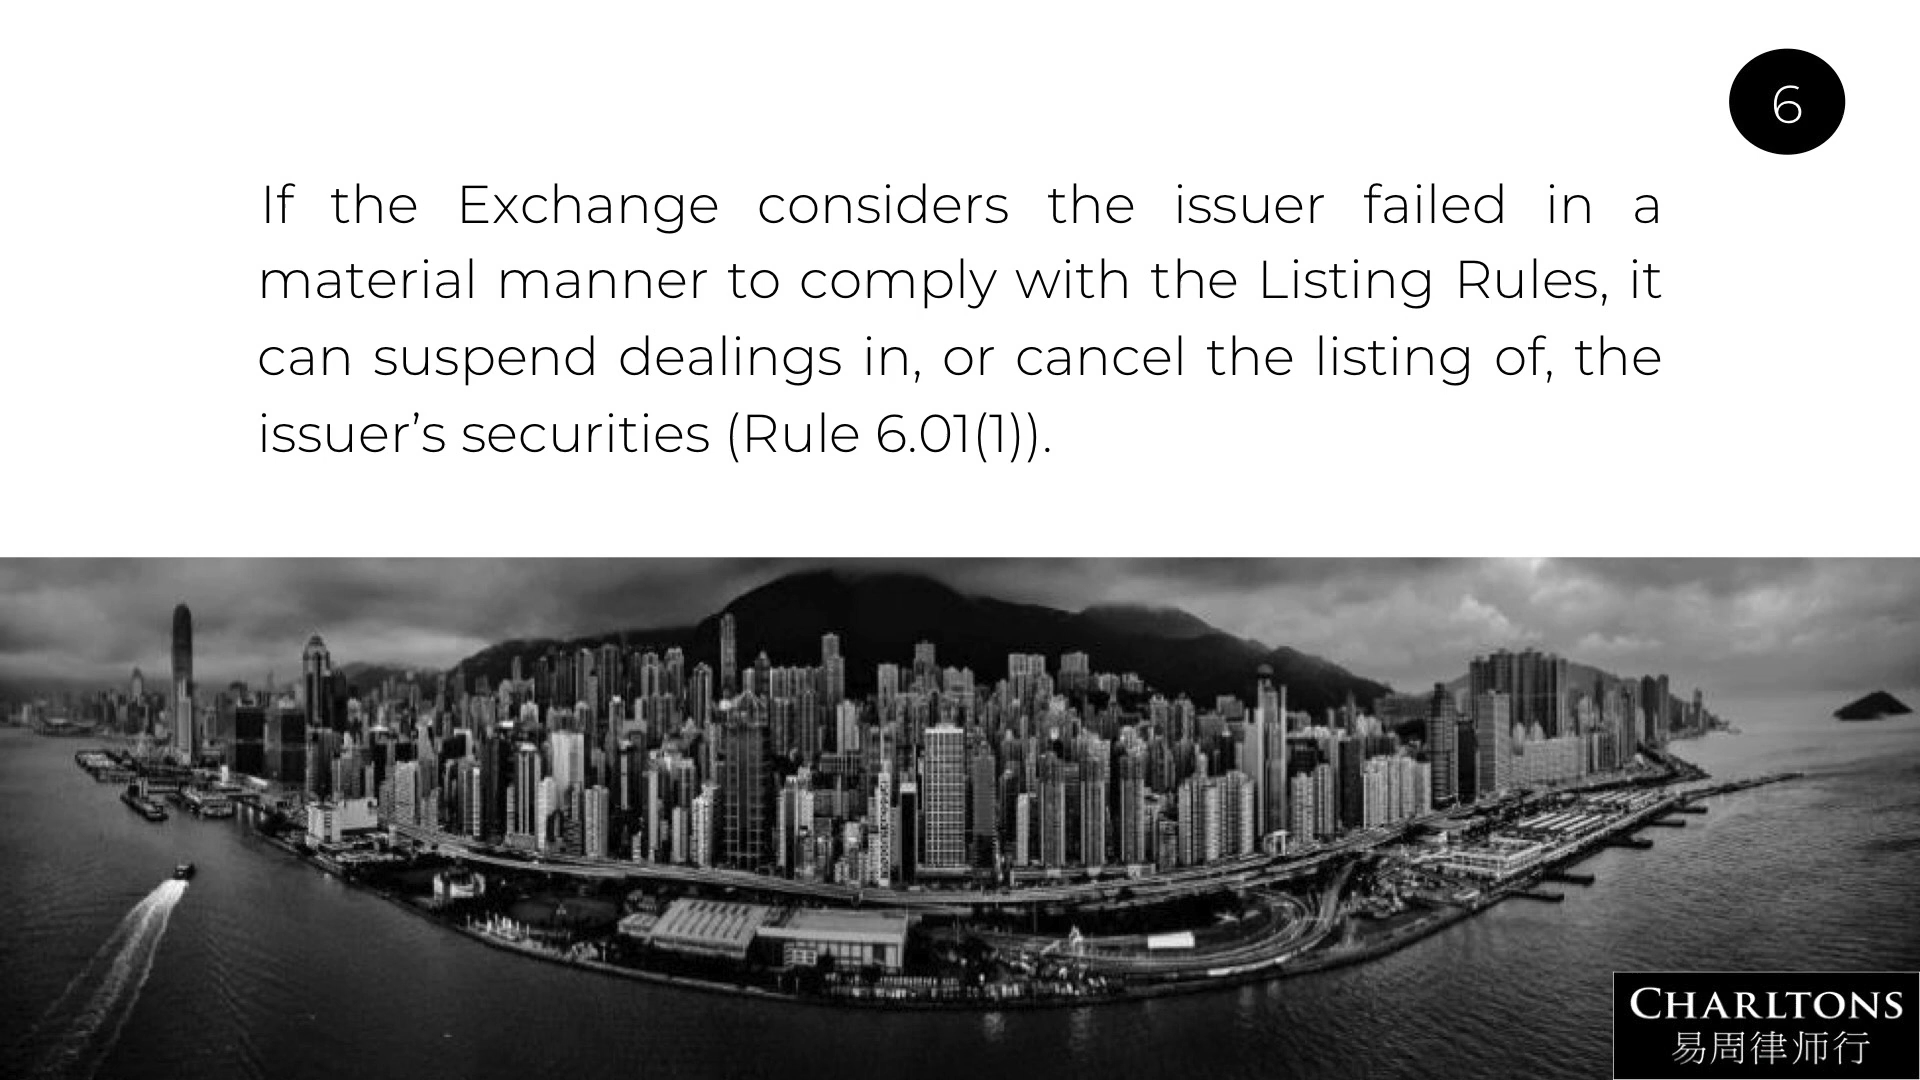 6
If the Exchange considers the issuer failed in a
material manner to comply with the Listing Rules, it
can suspend dealings in, or cancel the listing of, the
issuer’s securities (Rule 6.01(1)).
CHARLTONS
易周律师行